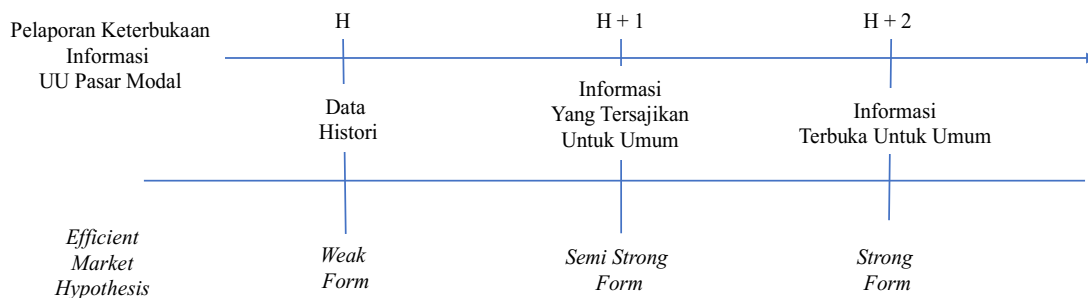 Pelaporan Keterbukaan
Informasi
UU Pasar Modal
H
H + 1
H + 2
Data
Histori
Informasi
Yang Tersajikan
Untuk Umum
Informasi
Terbuka Untuk Umum
Efficient
Market
Hypothesis
Weak
Form
Semi Strong
Form
Strong
Form